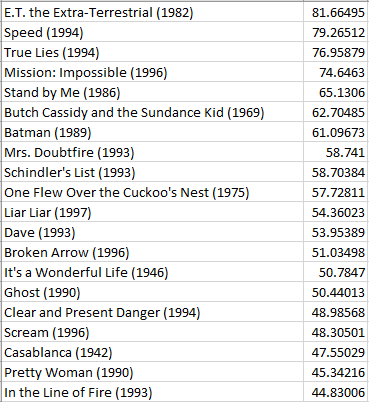 E.T. the Extra-Terrestrial (1982) 81.66495
Speed (1994) 79.26512
True Lies (1994) 76.95879
Mission: Impossible (1996) 74.6463
Stand by Me (1986) 65.1306
Butch Cassidy and the Sundance Kid (1969) 62.70485
Batman (1989) 61.09673
Mrs. Doubtfire (1993) 58.741
Schindler's List (1993) 58.70384
One Flew Over the Cuckoo's Nest (1975) 57.72811
Liar Liar (1997) 54.36023
Dave (1993) 53.95389
Broken Arrow (1996) 51.03498
It's a Wonderful Life (1946) 50.7847
Ghost (1990) 50.44013
Clear and Present Danger (1994) 48.98568
Scream (1996) 48.30501
Casablanca (1942) 47.55029
Pretty Woman (1990) 45.34216
In the Line of Fire (1993) 44.83006